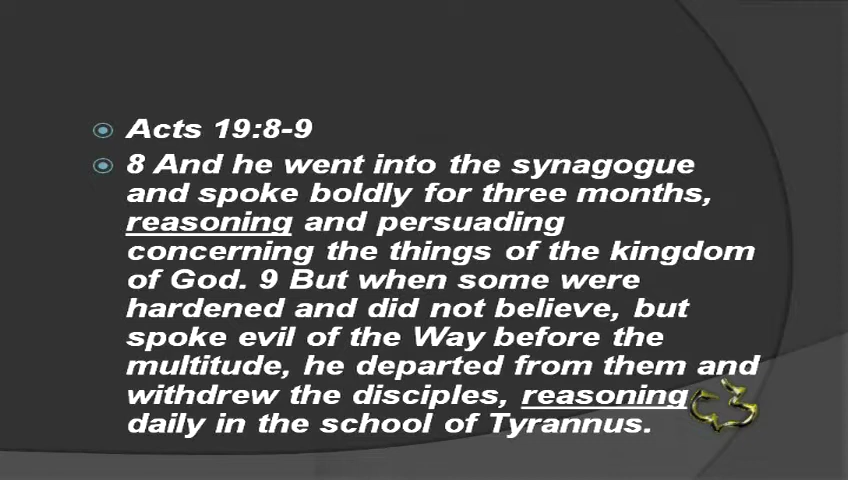 Acts 19:8-9
8 And he went into the synagogue
and spoke boldly for three months,
reasoning and persuading
concerning the things of the kingdom
of God. 9 But when some were
hardened and did not believe, but
spoke evil of the Way before the
multitude, he departed from them and
withdrew the disciples, reasoning
daily in the school of Tyrannus.